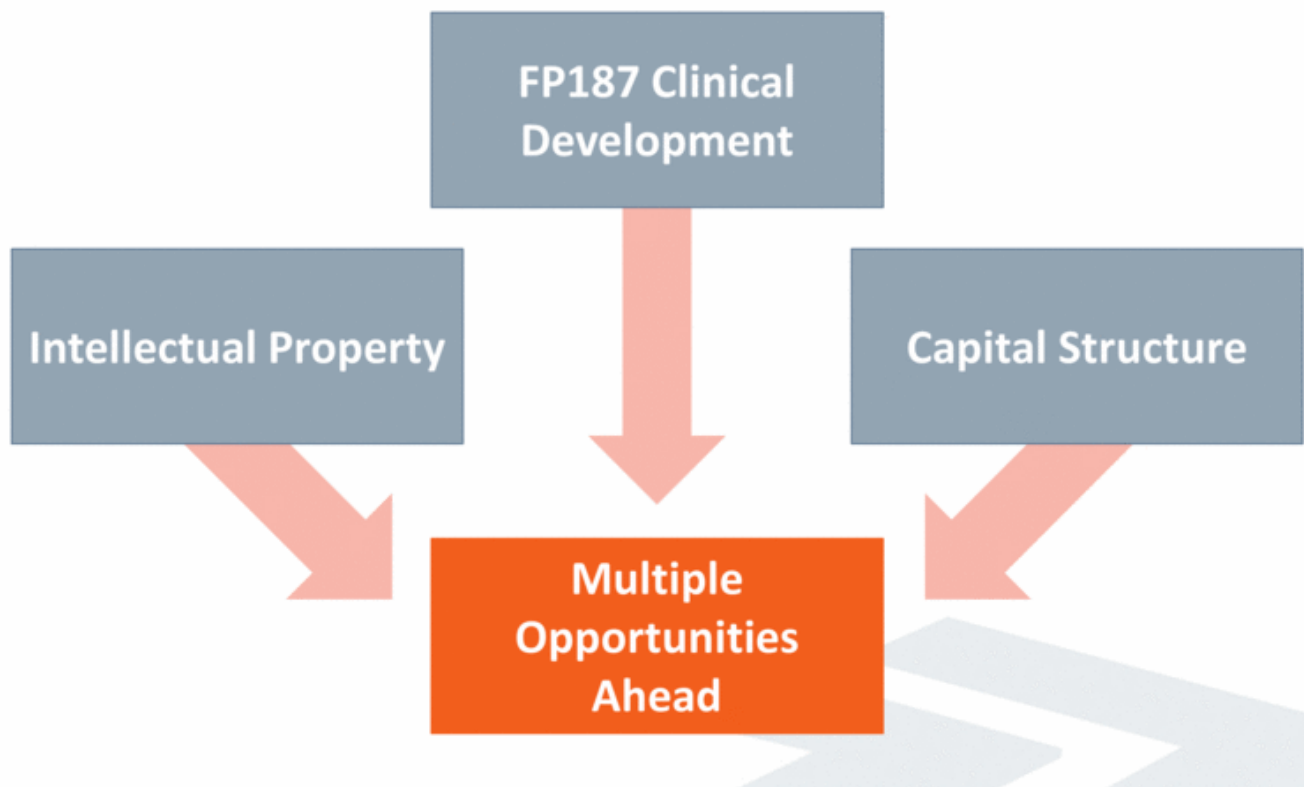 FP187 Clinical
Development
Intellectual Property
Capital Structure
Multiple
Opportunities
Ahead